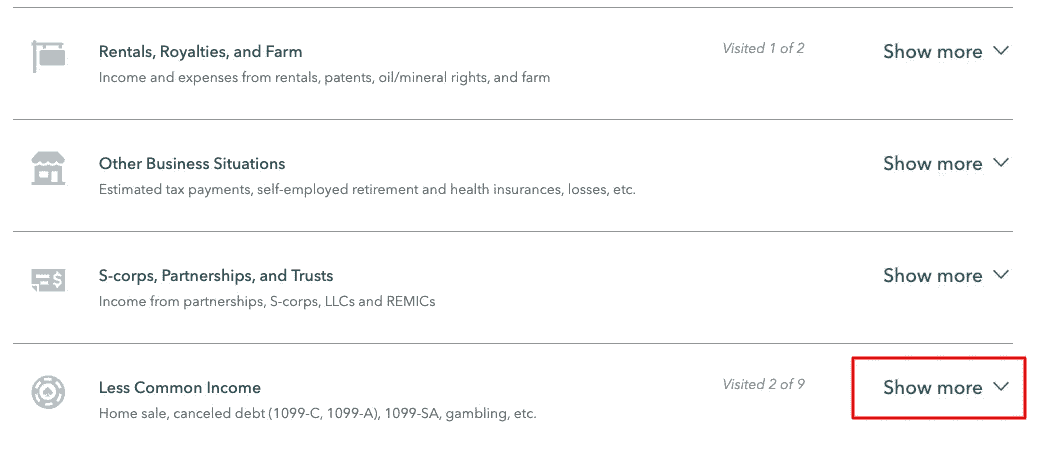 Rentals, Royalties, and Farm
Visited 1 of 2
Show more
Income and expenses from rentals, patents, oil/mineral rights, and farm
Other Business Situations
Show more
Estimated tax payments, self-employed retirement and health insurances, losses, etc.
S-corps, Partnerships, and Trusts
Show more
Income from partnerships, S-corps, LLCs and REMICs
Less Common Income
Visited 2 of 9
Show more
Home sale, canceled debt (1099-C, 1099-A), 1099-SA, gambling, etc.